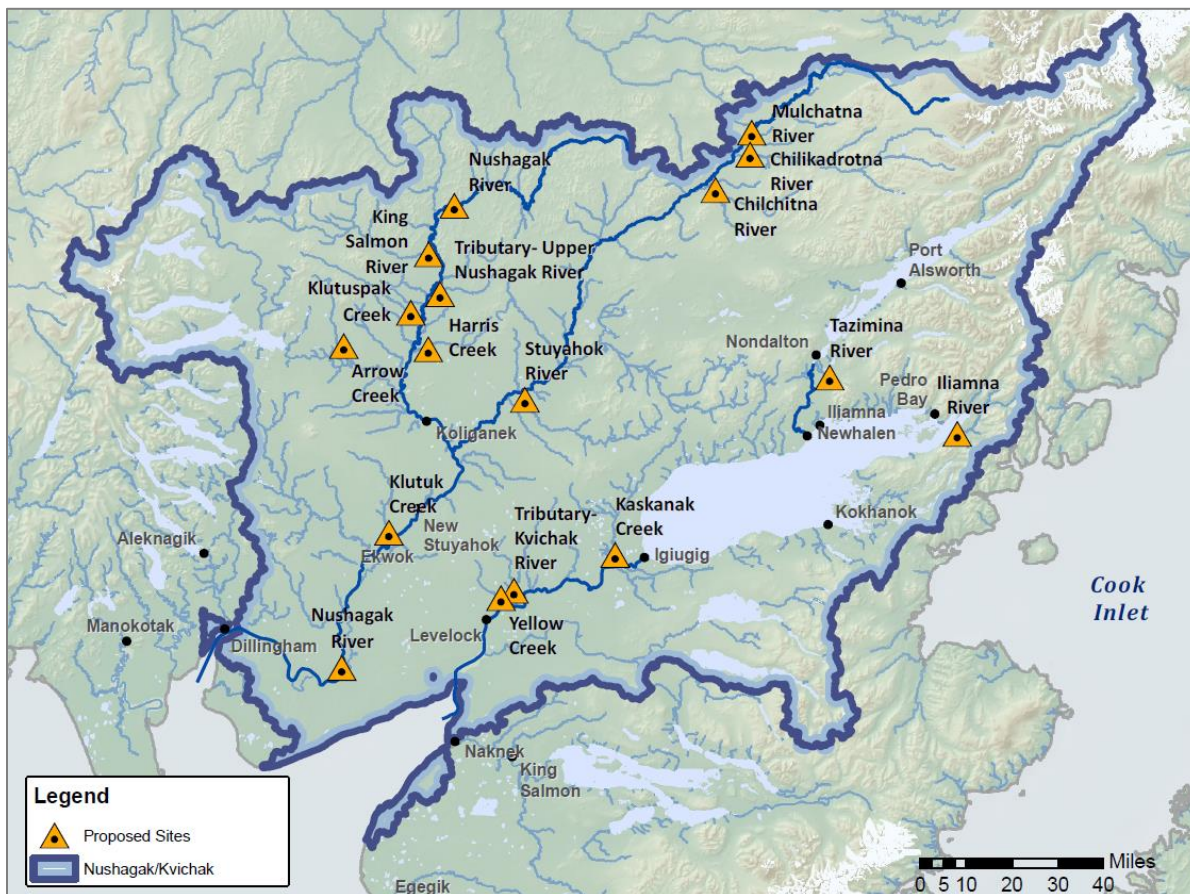 Mulchatna
River
Chilikadrotna
River
Chilchitna
River
Nushagak
River
King
Salmon
River
Tributary- Upper
Nushagak River
Klutuspak
Creek
Harris
Creek
Arrow
Creek
Stuyahok
River
Koliganek
Port
Alsworth
Nondalton
Tazimina
River
Pedro
Bay
Iliamna
River
Iliamna
Newhalen
Klutuk
Creek
New
Stuyahok
Ekwok
Tributary-
Kvichak
River
Kaskanak
Creek
Igiugig
Kokhanok
Aleknagik
Manokotak
Dillingham
Nushagak
River
Levelock
Yellow
Creek
Cook
Inlet
Naknek
King
Salmon
Egegik
Legend
Proposed Sites
Nushagak/Kvichak
Miles
0 5 10 20 30 40